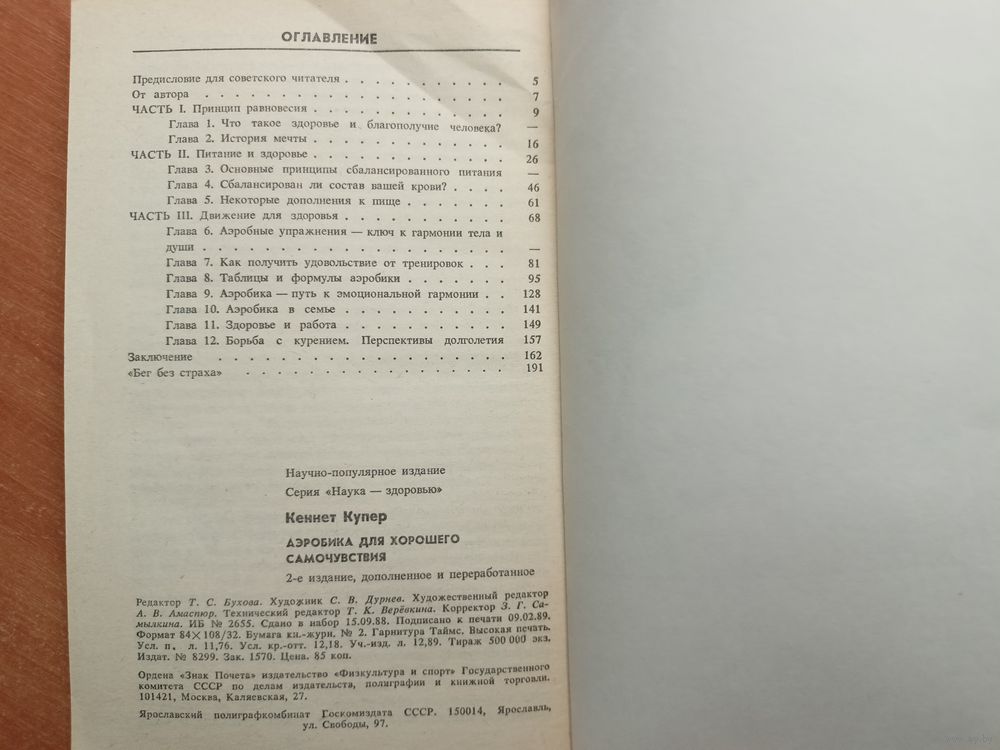 ОГЛАВЛЕНИЕ
Предисловие для советского читателя . . . . . . . . . . . 5
От автора . . . . . . . . . . . . . . . . . . . . 7
ЧАСТЬ I. Принцип равновесия . . . . . . . . . . . . . 9
Глава 1. Что такое здоровье и благополучие человека? —
Глава 2. История мечты . . . . . . . . . . . . . 16
ЧАСТЬ II. Питание и здоровье . . . . . . . . . . . . . 26
Глава 3. Основные принципы сбалансированного питания —
Глава 4. Сбалансирован ли состав вашей крови? . . . . 46
Глава 5. Некоторые дополнения к пище . . . . . . . 61
ЧАСТЬ III. Движение для здоровья . . . . . . . . . . . 68
Глава 6. Аэробные упражнения — ключ к гармонии тела и
души . . . . . . . . . . . . . . . . . . . —
Глава 7. Как получить удовольствие от тренировок . . . 81
Глава 8. Таблицы и формулы аэробики . . . . . . . 95
Глава 9. Аэробика — путь к эмоциональной гармонии . . 128
Глава 10. Аэробика в семье . . . . . . . . . . . 141
Глава 11. Здоровье и работа . . . . . . . . . . . 149
Глава 12. Борьба с курением. Перспективы долголетия 157
Заключение . . . . . . . . . . . . . . . . . . . 162
«Бег без страха» . . . . . . . . . . . . . . . . . 191
Научно-популярное издание
Серия «Наука — здоровью»
Кеннет Купер
АЭРОБИКА ДЛЯ ХОРОШЕГО
САМОЧУВСТВИЯ
2-е издание, дополненное и переработанное
Редактор Т. С. Бухова. Художник С. В. Дурнев. Художественный редактор
А. В. Амаспюр. Технический редактор Т. К. Верёвкина. Корректор З. Г. Са-
мылкина. ИБ № 2655. Сдано в набор 15.09.88. Подписано к печати 09.02.89.
Формат 84×108/32. Бумага кн.-журн. № 2. Гарнитура Таймс. Высокая печать.
Усл. п. л. 11,76. Усл. кр.-отт. 12,18. Уч.-изд. л. 12,89. Тираж 500 000 экз.
Издат. № 8299. Зак. 1570. Цена. 85 коп.
Ордена «Знак Почета» издательство «Физкультура и спорт» Государственного
комитета СССР по делам издательств, полиграфии и книжной торговли.
101421, Москва, Каляевская, 27.
Ярославский полиграфкомбинат Госкомиздата СССР. 150014, Ярославль,
ул. Свободы, 97.